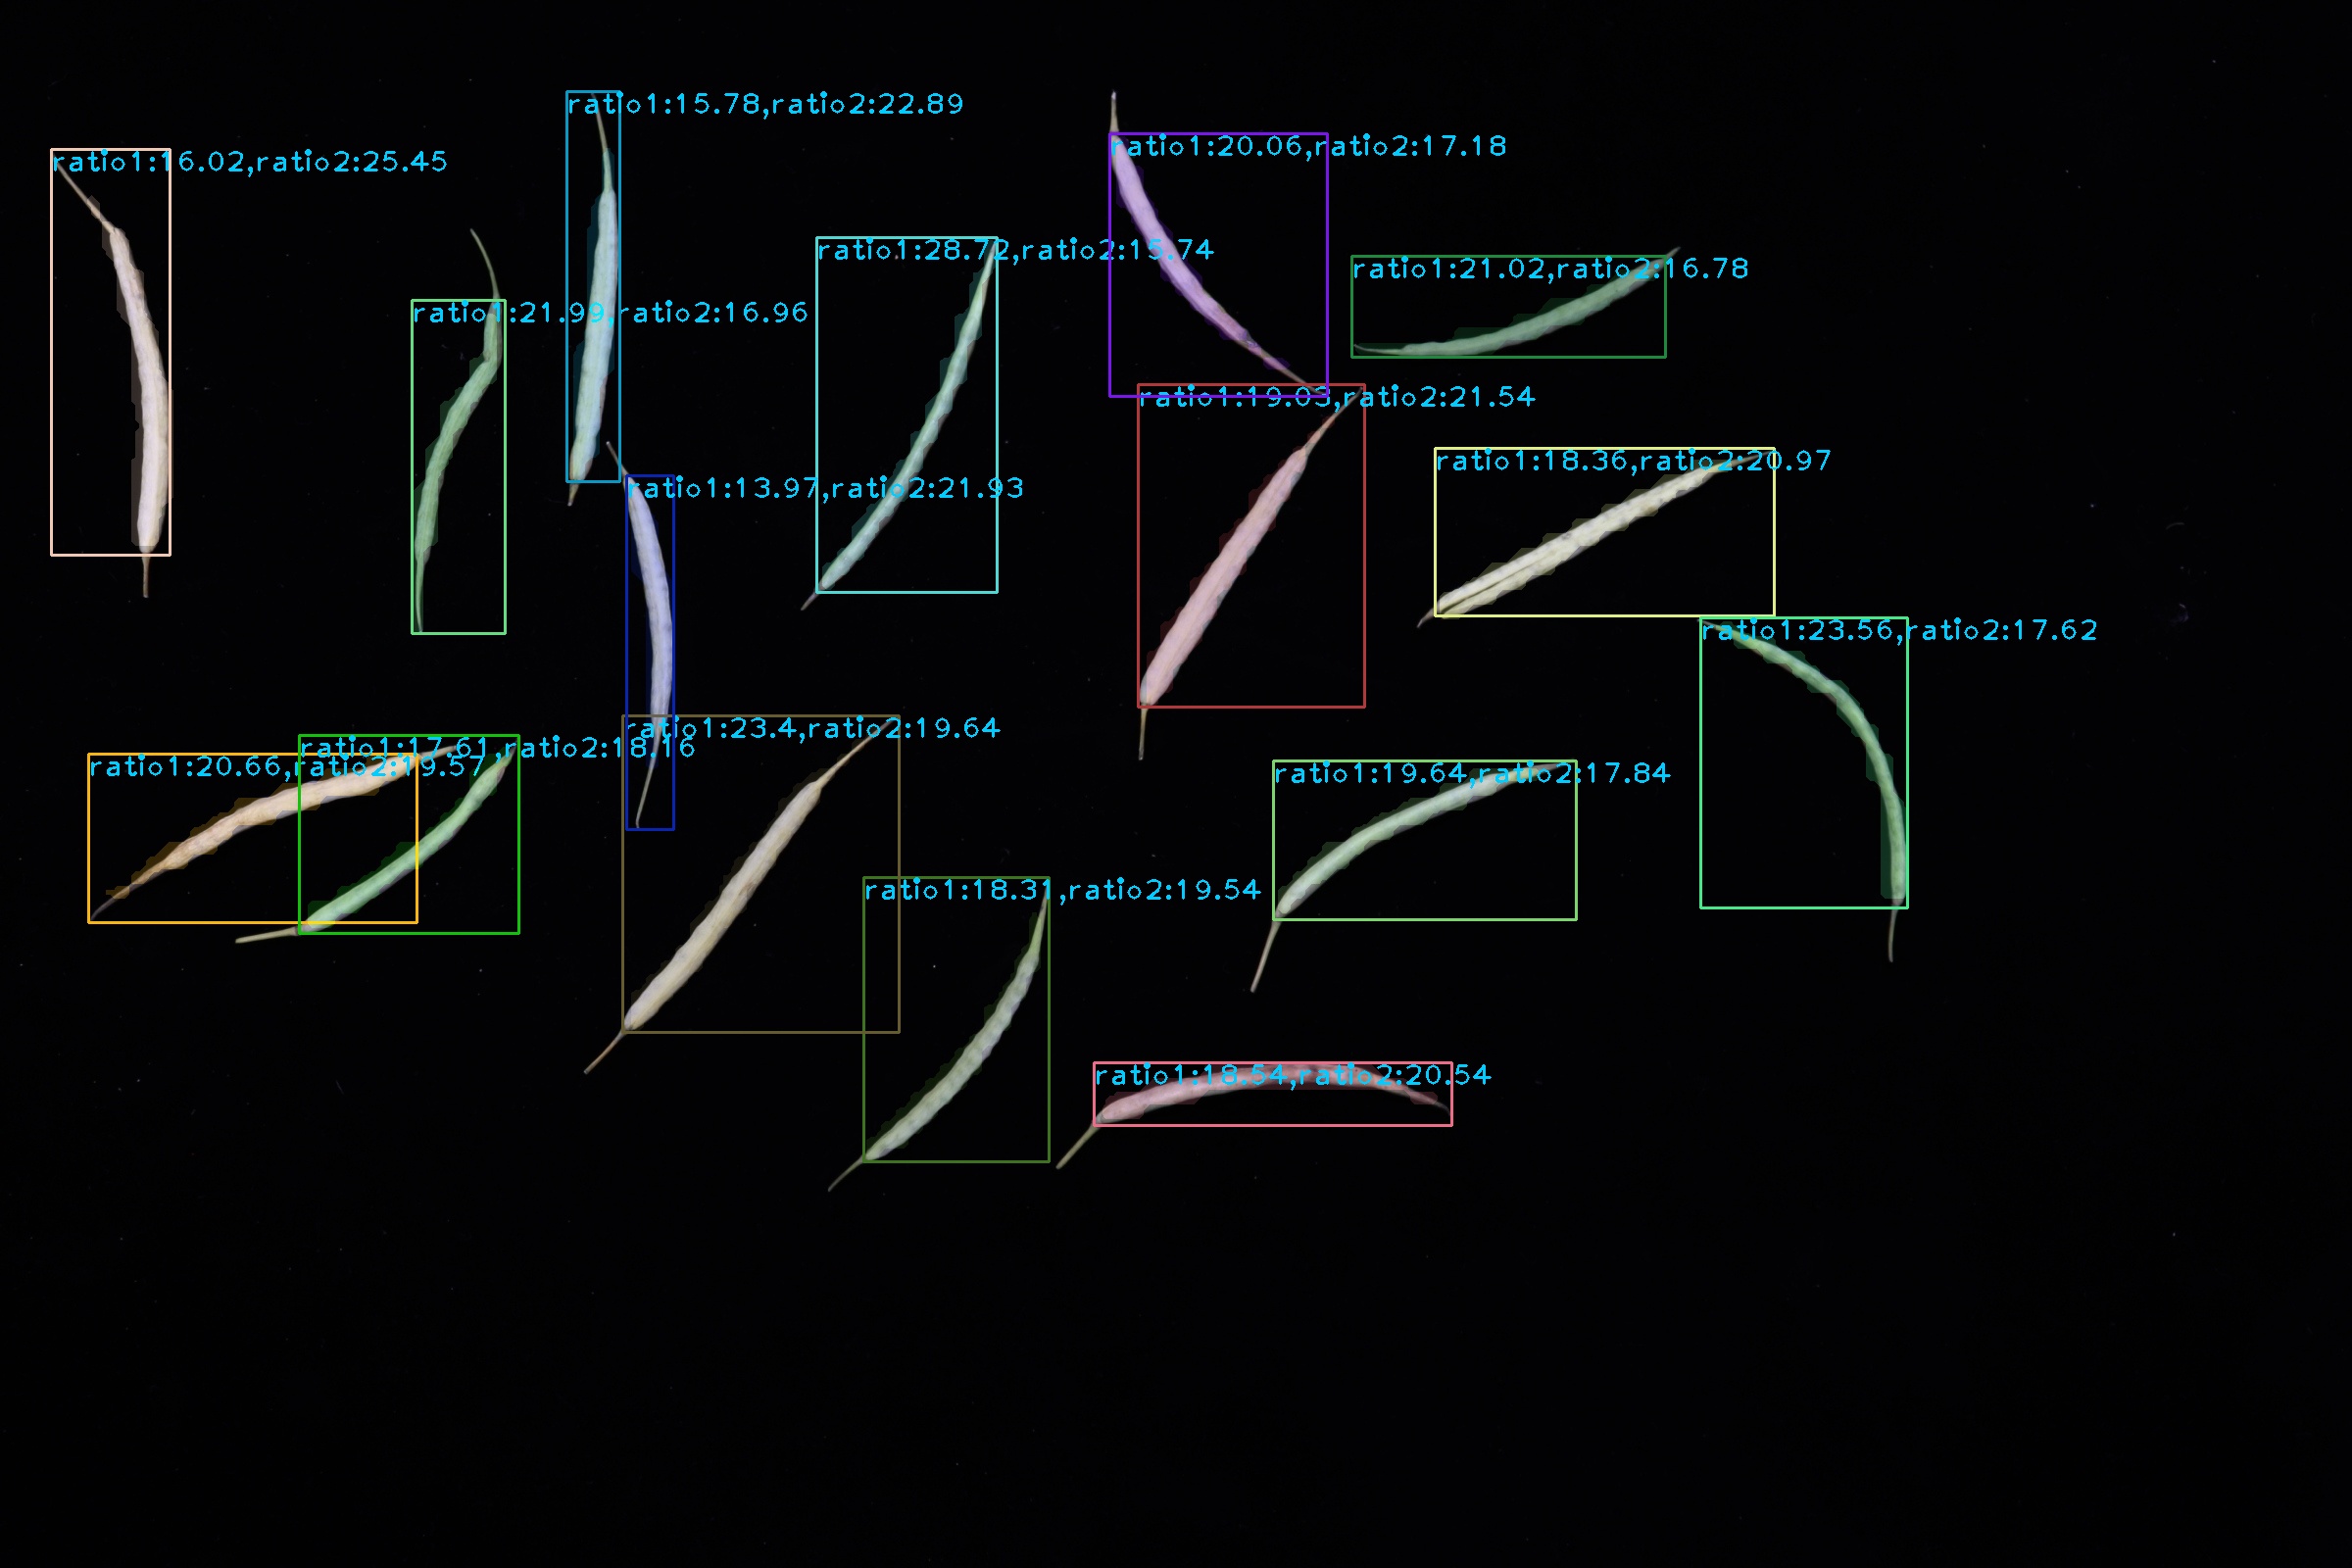 ratio1:15.78,ratio2:22.89
ratio1:20.06,ratio2:17.18
ratio1:16.02,ratio2:25.45
ratio1:28.72,ratio2:15.74
ratio1:21.02,ratio2:16.78
ratio1:21.99,ratio2:16.96
ratio1:19.03,ratio2:21.54
ratio1:18.36,ratio2:20.97
ratio1:13.97,ratio2:21.93
ratio1:23.56,ratio2:17.62
ratio1:23.4,ratio2:19.64
ratio1:17.61,ratio2:18.16
ratio1:20.66,ratio2:19.57
ratio1:19.64,ratio2:17.84
ratio1:18.31,ratio2:19.54
ratio1:18.54,ratio2:20.54